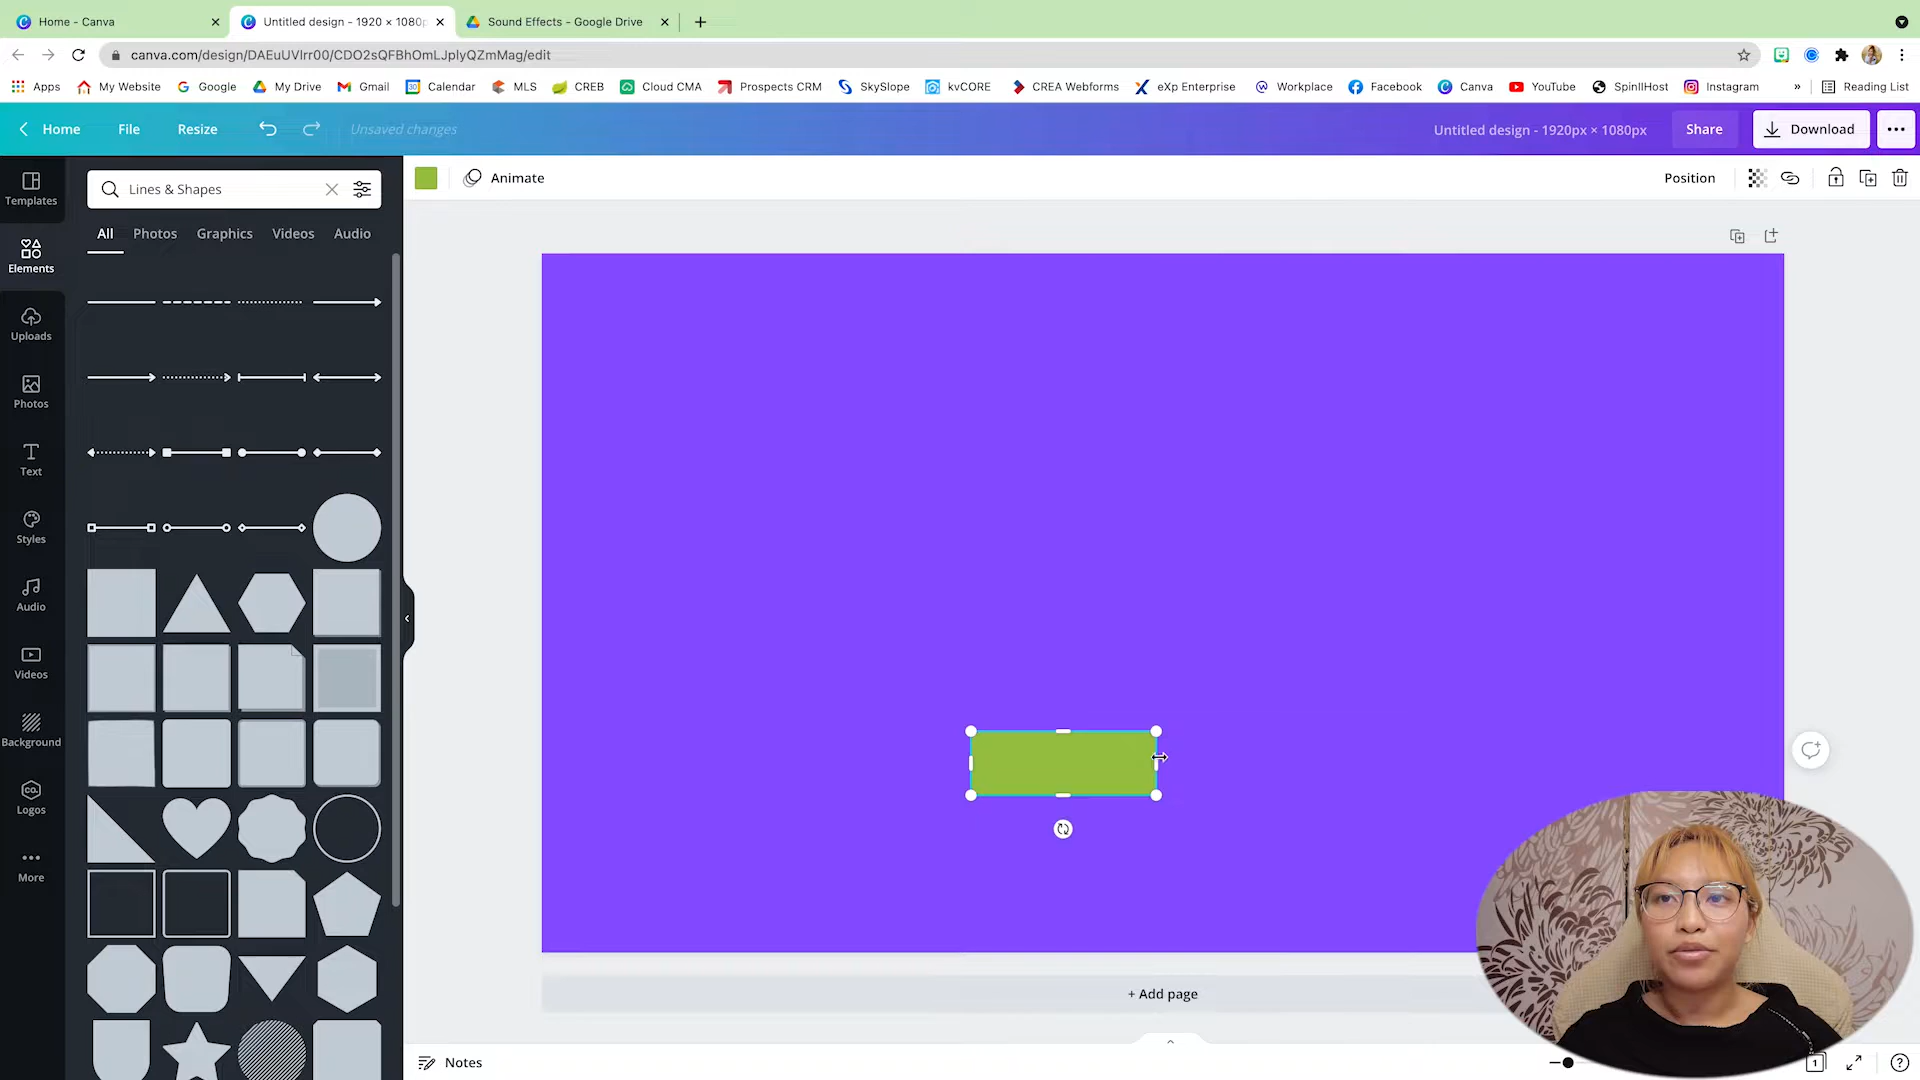 Home - Canva
Untitled design - 1920 × 1080p
Sound Effects - Google Drive
canva.com/design/DAEuUVlrr00/CDO2sQFBhOmLJplyQZmMag/edit
Apps
My Website
Google
My Drive
Gmail
Calendar
MLS
CREB
Cloud CMA
Prospects CRM
SkySlope
kvCORE
CREA Webforms
eXp Enterprise
Workplace
Facebook
Canva
YouTube
SpinIlHost
Instagram
»
Reading List
Home
File
Resize
Unsaved changes
Untitled design - 1920px × 1080px
Share
Download
Templates
Lines & Shapes
Animate
Position
All
Photos
Graphics
Videos
Audio
Elements
Uploads
Photos
Text
Styles
Audio
Videos
Background
CO.
Logos
More
+ Add page
Notes
1